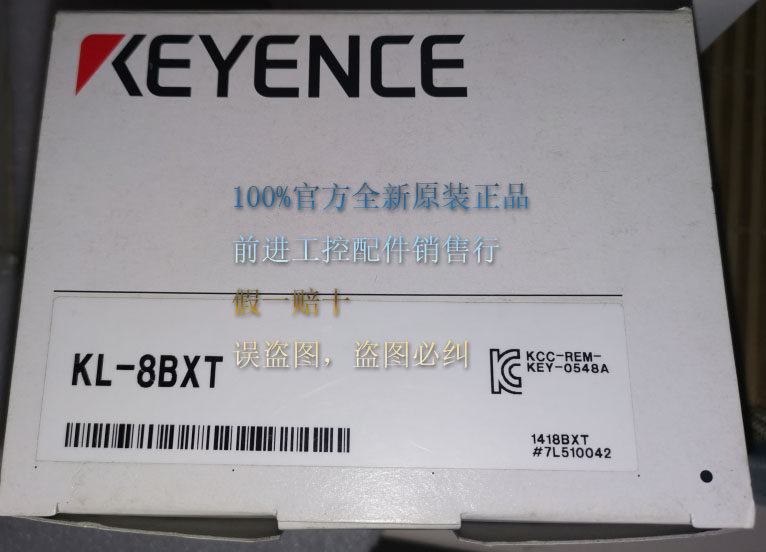 KEYENCE
100%官方全新原装正品
前进工控配件销售行
假一赔十
误盗图，盗图必纠
KL-8BXT
KCC-REM-
KEY-0548A
1418BXT
#7L510042